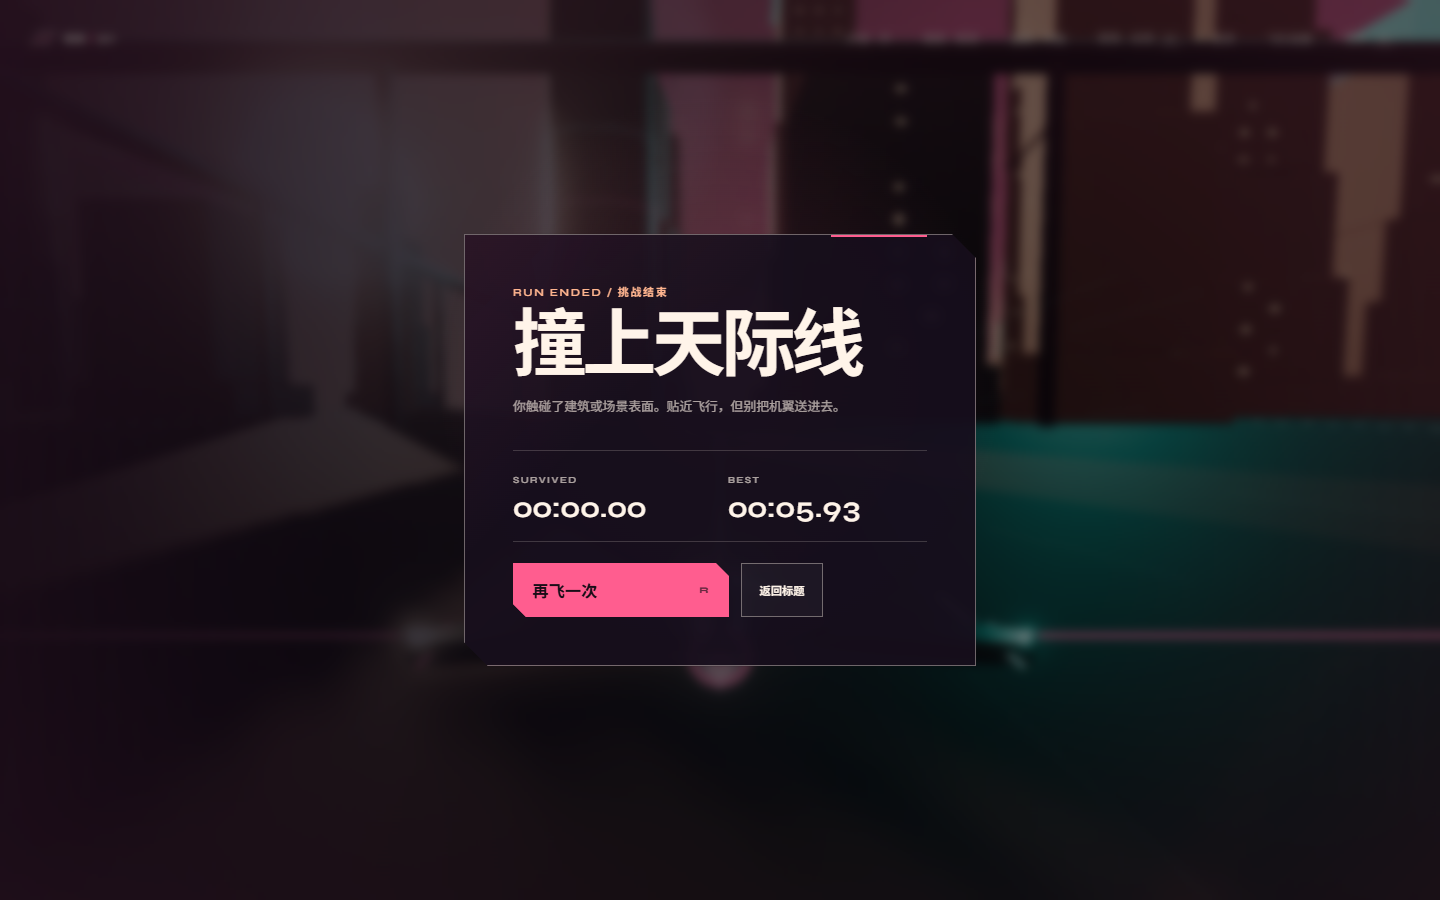 RUN ENDED / 挑战结束
撞上天际线
你触碰了建筑或场景表面。贴近飞行，但别把机翼送进去。
SURVIVED
00:00.00
BEST
00:05.93
再飞一次 R
返回标题